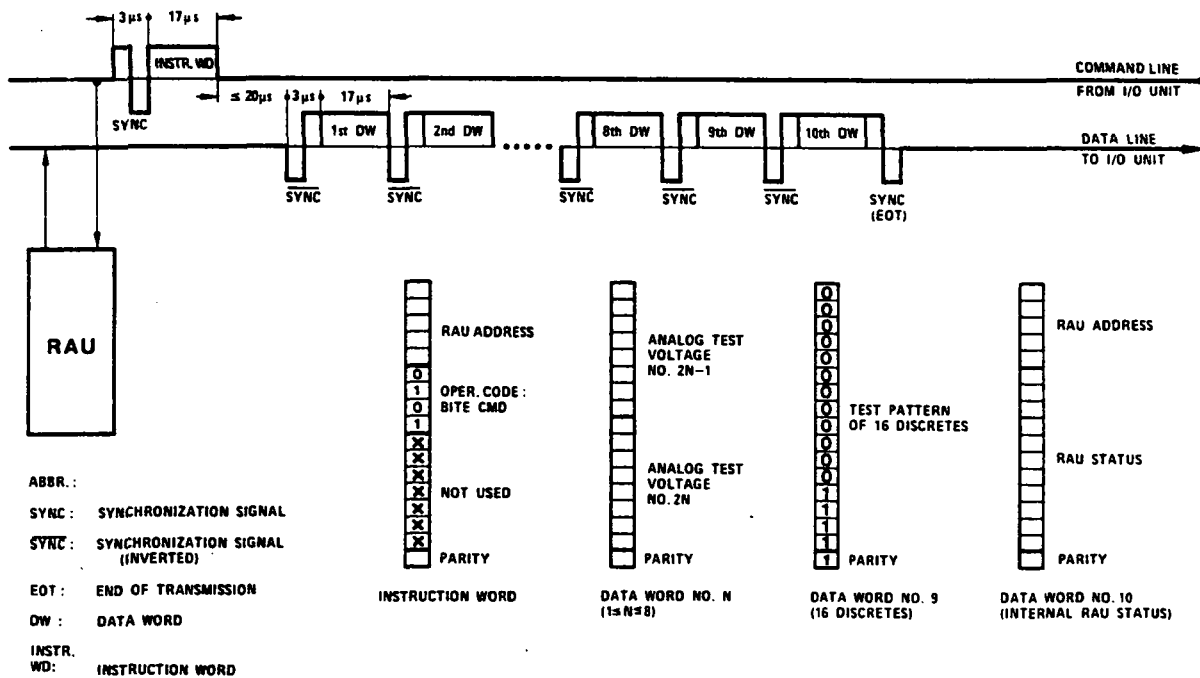 3µs 17µs
INSTR. WD
COMMAND LINE
FROM I/O UNIT
SYNC
≤ 20µs 3µs 17µs
1st DW 2nd DW 8th DW 9th DW 10th DW
DATA LINE
TO I/O UNIT
SYNC SYNC SYNC SYNC SYNC SYNC
(EOT)
RAU
ABBR.:
SYNC: SYNCHRONIZATION SIGNAL
SYNC: SYNCHRONIZATION SIGNAL
(INVERTED)
EOT: END OF TRANSMISSION
DW: DATA WORD
INSTR.
WD: INSTRUCTION WORD
RAU ADDRESS
0
1
0
1
OPER. CODE:
BITE CMD
X
X
X
X
X
X
X
NOT USED
PARITY
INSTRUCTION WORD
ANALOG TEST
VOLTAGE
NO. 2N-1
ANALOG TEST
VOLTAGE
NO. 2N
PARITY
DATA WORD NO. N
(1≤N≤8)
0
0
0
0
0
0
0
0
0
0
0
0
1
1
1
1
1
TEST PATTERN
OF 16 DISCRETES
PARITY
DATA WORD NO. 9
(16 DISCRETES)
RAU ADDRESS
RAU STATUS
PARITY
DATA WORD NO. 10
(INTERNAL RAU STATUS)